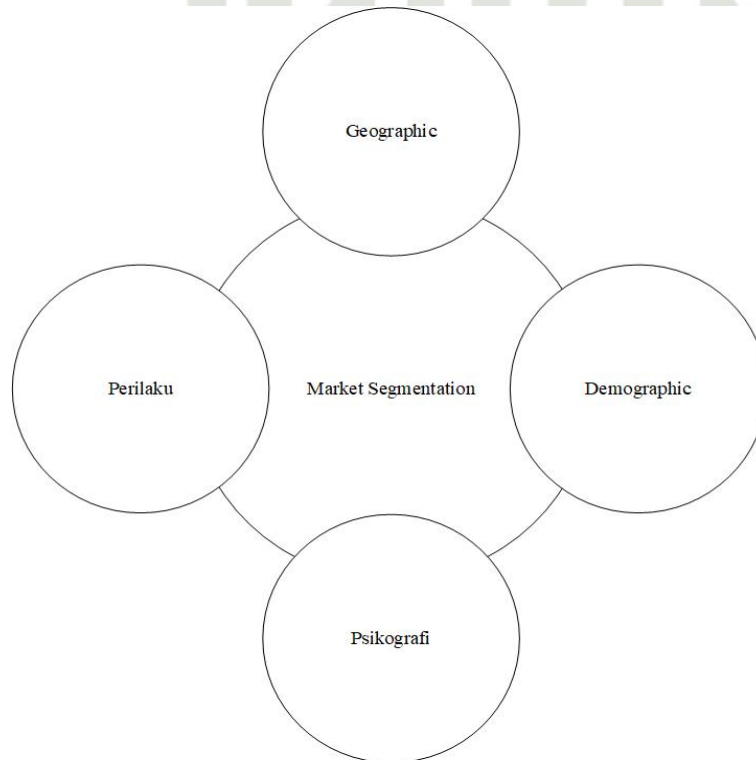 Geographic
Perilaku
Market Segmentation
Demographic
Psikografi